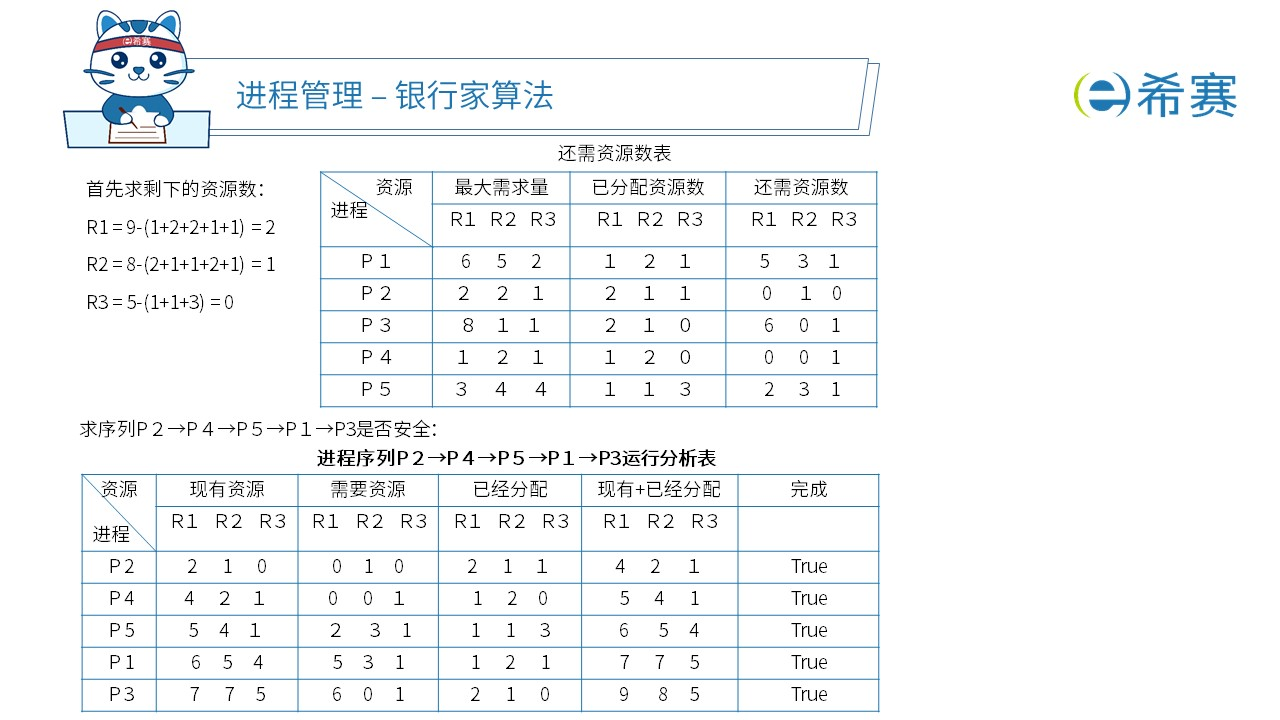 希赛
进程管理 – 银行家算法
希赛
还需资源数表
首先求剩下的资源数：
R1 = 9-(1+2+2+1+1) = 2
R2 = 8-(2+1+1+2+1) = 1
R3 = 5-(1+1+3) = 0
资源 最大需求量 已分配资源数 还需资源数
进程 R1 R2 R3 R1 R2 R3 R1 R2 R3
P1 6 5 2 1 2 1 5 3 1
P2 2 2 1 2 1 1 0 1 0
P3 8 1 1 2 1 0 6 0 1
P4 1 2 1 1 2 0 0 0 1
P5 3 4 4 1 1 3 2 3 1
求序列P2→P4→P5→P1→P3是否安全：
进程序列P2→P4→P5→P1→P3运行分析表
资源 现有资源 需要资源 已经分配 现有+已经分配 完成
进程 R1 R2 R3 R1 R2 R3 R1 R2 R3 R1 R2 R3
P2 2 1 0 0 1 0 2 1 1 4 2 1 True
P4 4 2 1 0 0 1 1 2 0 5 4 1 True
P5 5 4 1 2 3 1 1 1 3 6 5 4 True
P1 6 5 4 5 3 1 1 2 1 7 7 5 True
P3 7 7 5 6 0 1 2 1 0 9 8 5 True